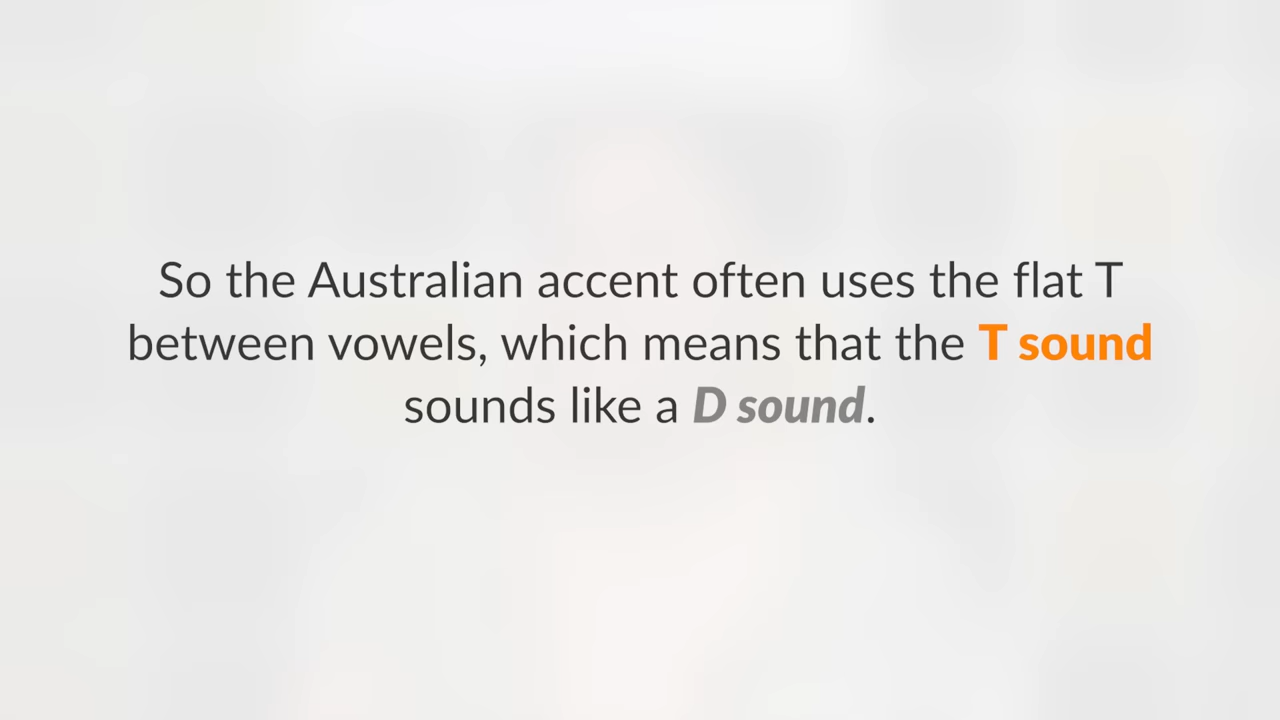 So the Australian accent often uses the flat T
between vowels, which means that the T sound
sounds like a D sound.